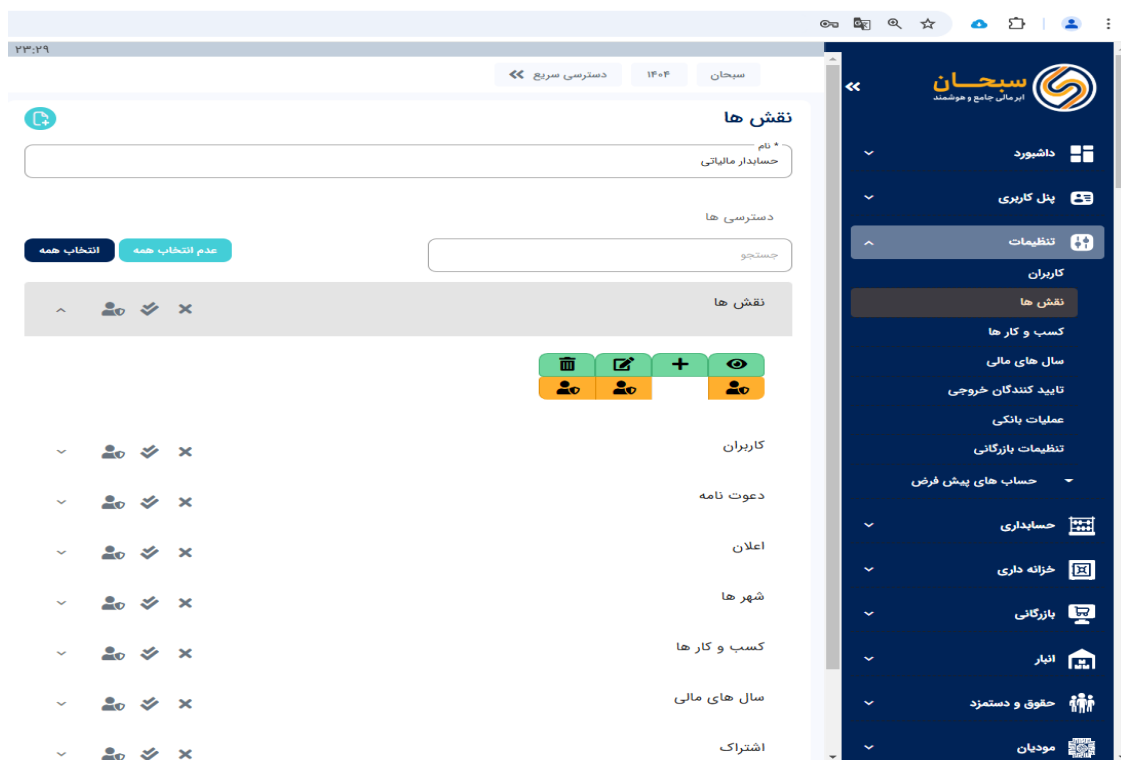 ۲۳:۲۹
سبحان
ابر مالی جامع و هوشمند
داشبورد
پنل کاربری
تنظیمات
کاربران
نقش ها
کسب و کار ها
سال های مالی
تایید کنندگان خروجی
عملیات بانکی
تنظیمات بازرگانی
حساب های پیش فرض
حسابداری
خزانه داری
بازرگانی
انبار
حقوق و دستمزد
مودیان
سبحان
۱۴۰۴
دسترسی سریع
نقش ها
* نام
حسابدار مالیاتی
دسترسی ها
جستجو
عدم انتخاب همه
انتخاب همه
نقش ها
کاربران
دعوت نامه
اعلان
شهر ها
کسب و کار ها
سال های مالی
اشتراک